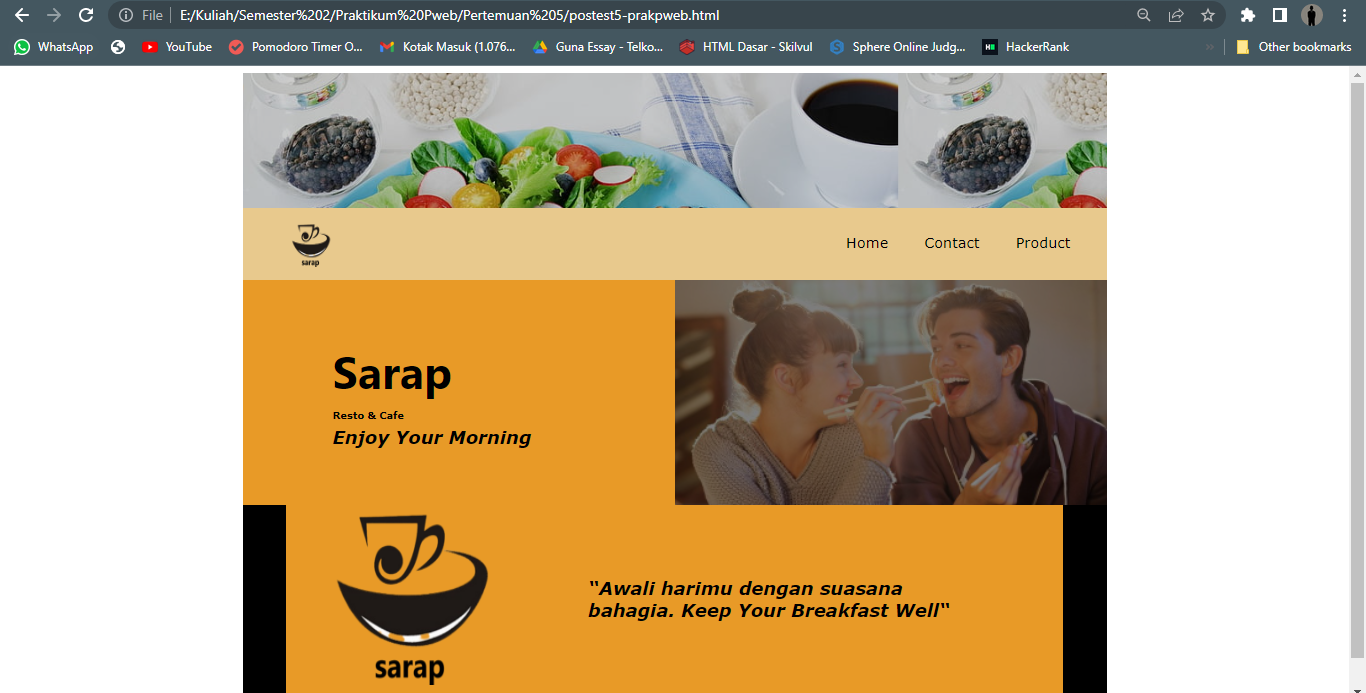 File | E:/Kuliah/Semester%202/Praktikum%20Pweb/Pertemuan%205/postest5-prakpweb.html
WhatsApp YouTube Pomodoro Timer O... Kotak Masuk (1.076... Guna Essay - Telko... HTML Dasar - Skilvul Sphere Online Judg... HackerRank » Other bookmarks
sarap Home Contact Product
Sarap
Resto & Cafe
Enjoy Your Morning
"Awali harimu dengan suasana
bahagia. Keep Your Breakfast Well"
sarap